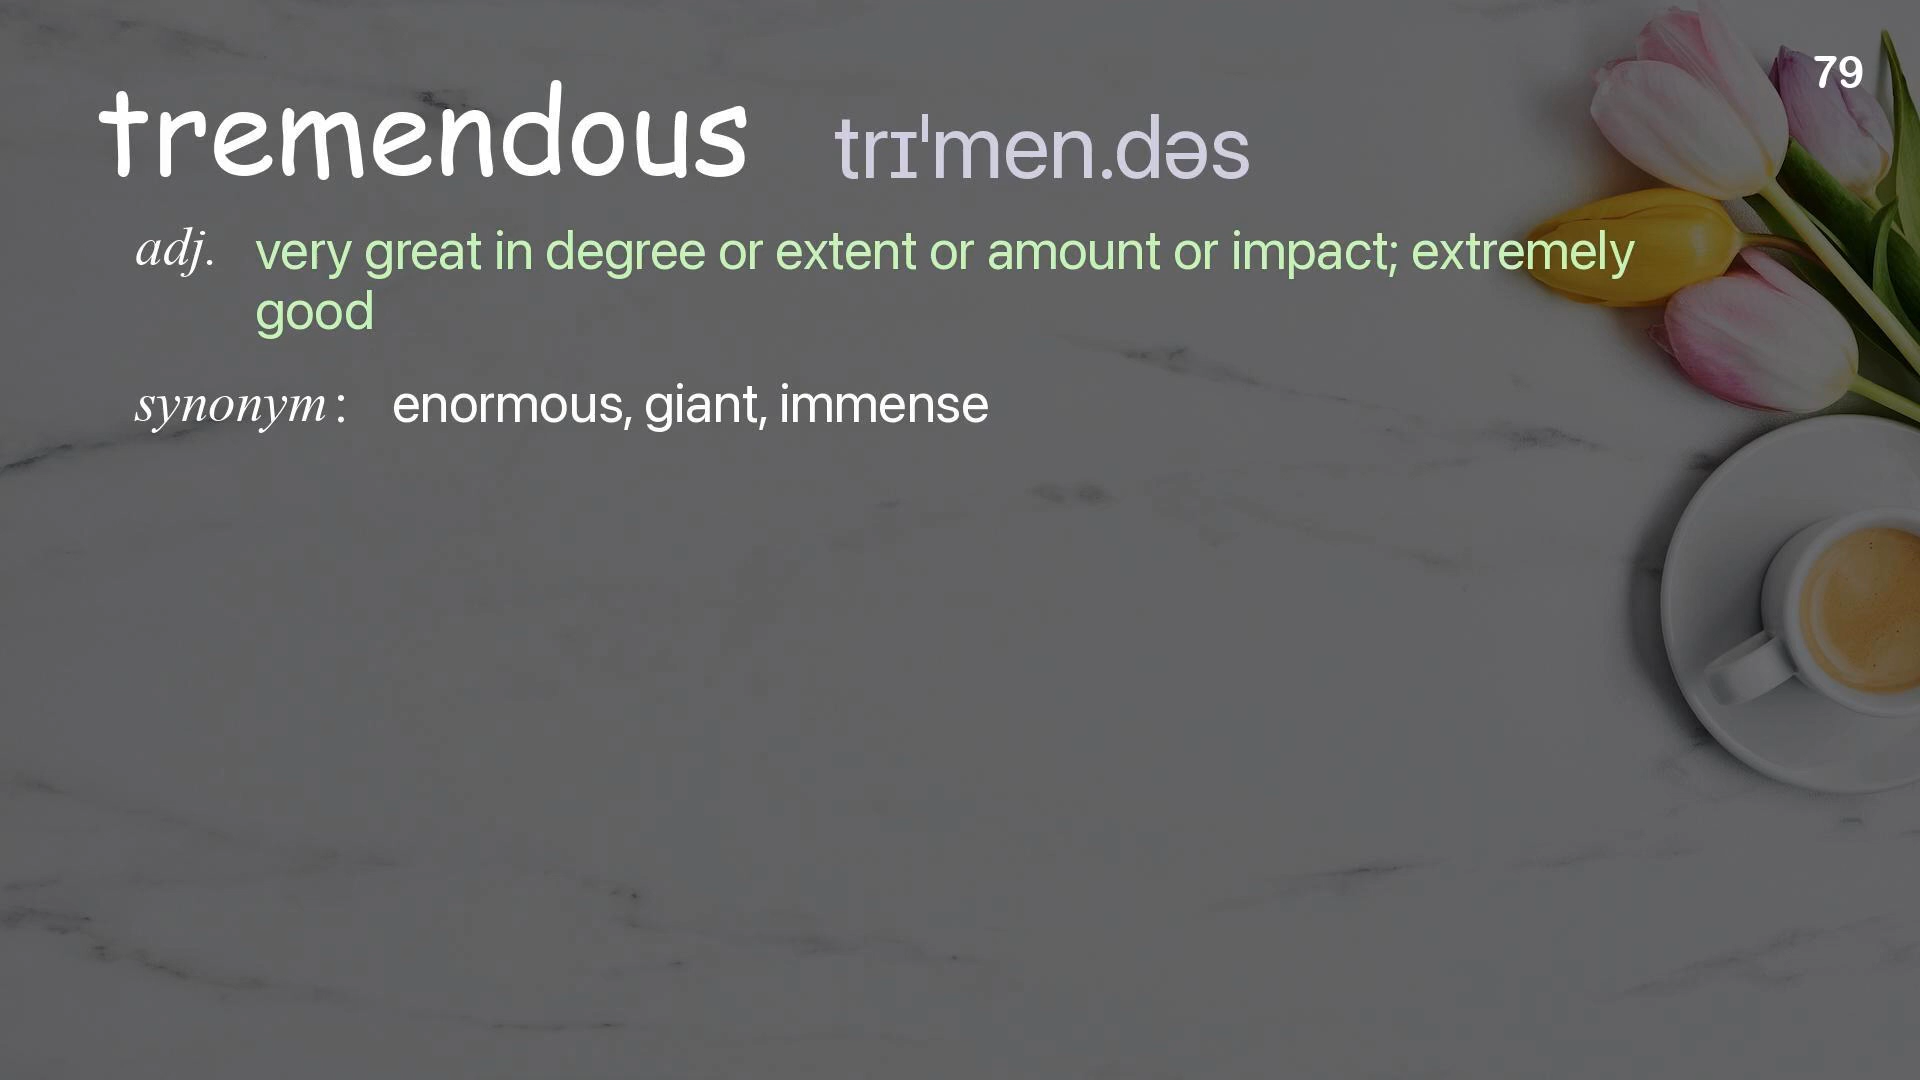 79
tremendous trɪˈmen.dəs
adj. very great in degree or extent or amount or impact; extremely
good
synonym: enormous, giant, immense